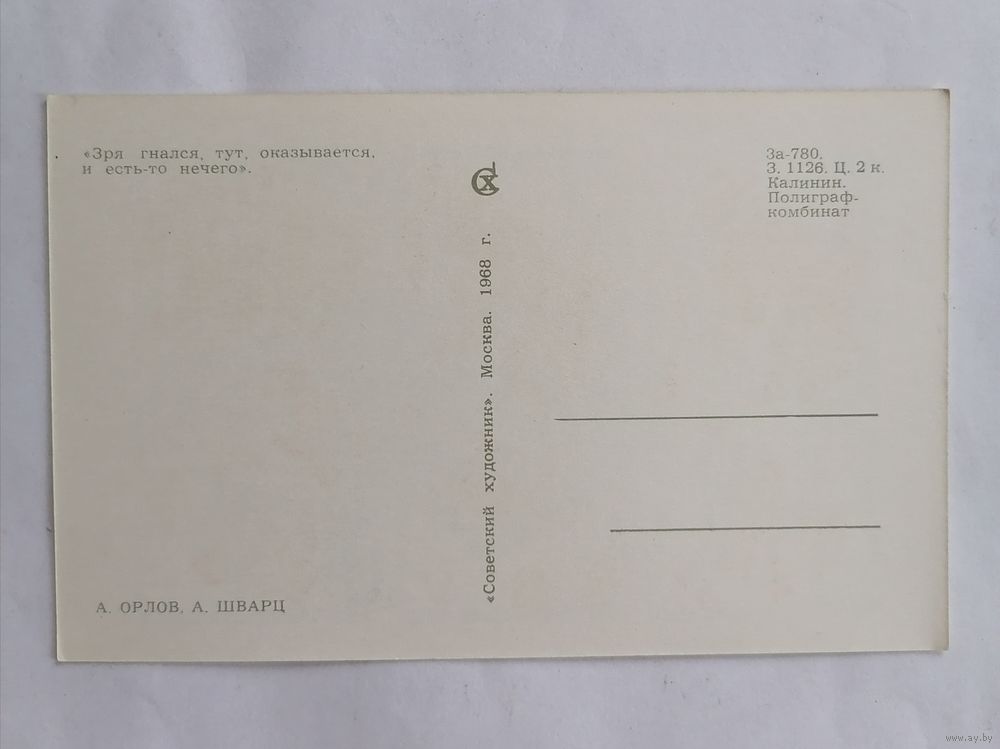 «Зря гнался, тут, оказывается,
и есть-то нечего».
За-780.
З. 1126. Ц. 2 к.
Калинин.
Полиграф-
комбинат
СХ
«Советский художник». Москва. 1968 г.
А. ОРЛОВ, А. ШВАРЦ
www.ay.by